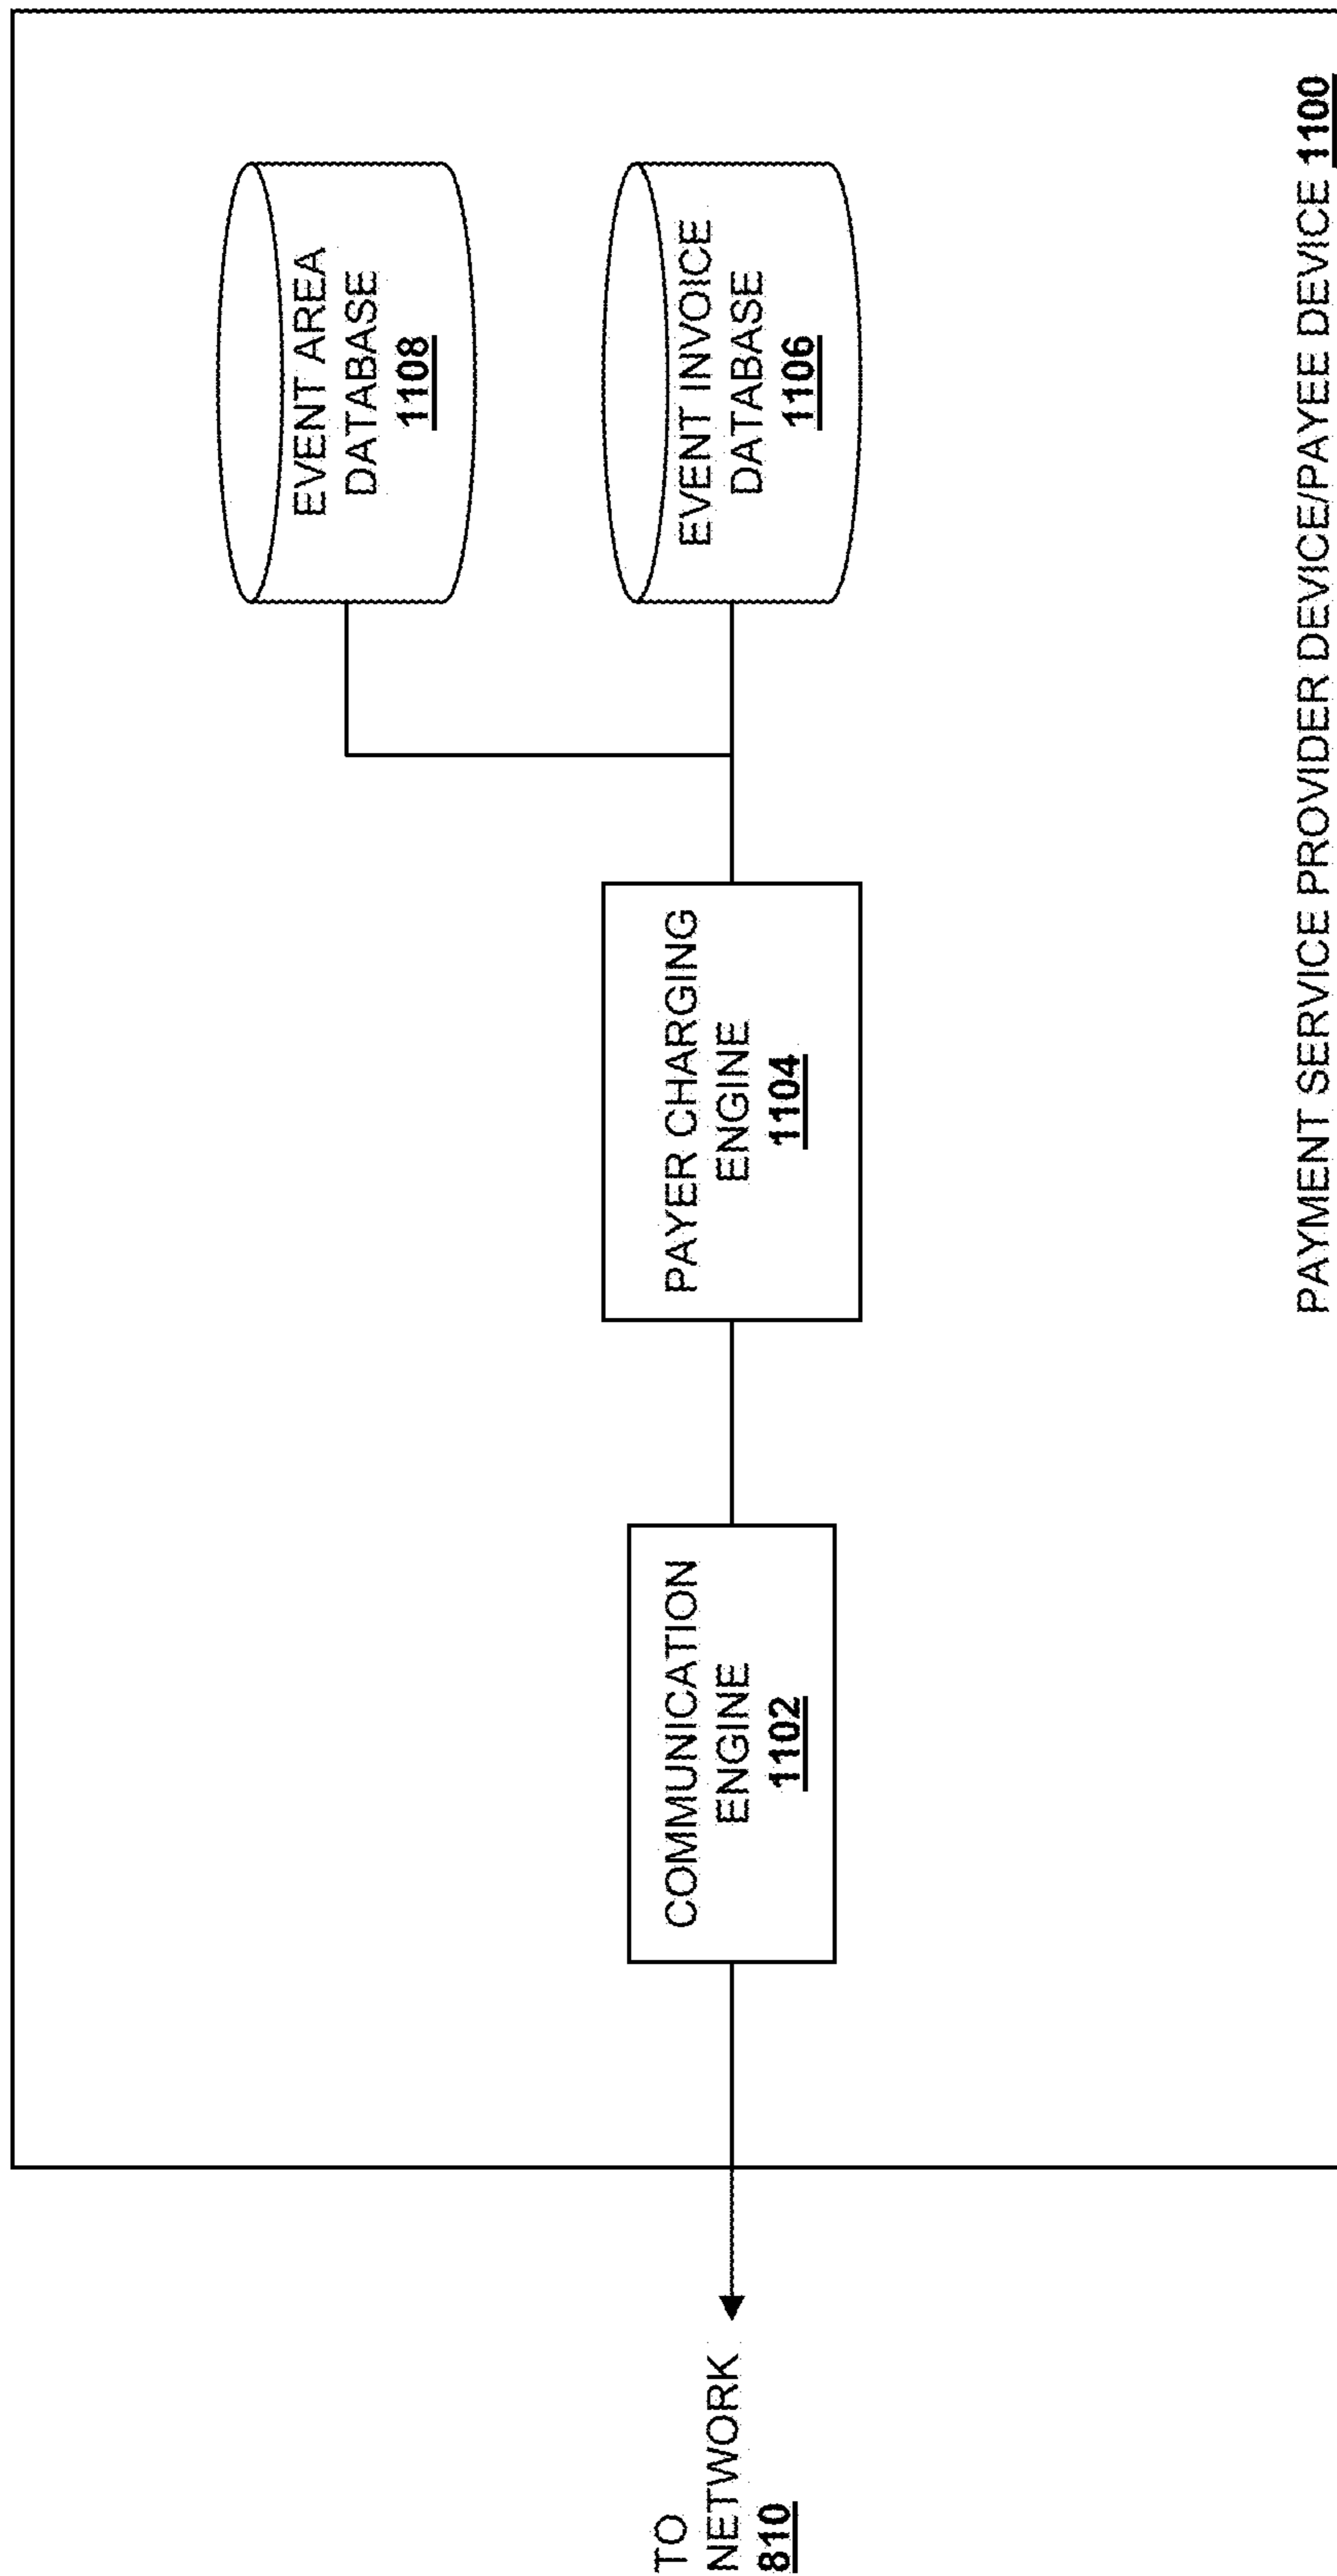 TO
NETWORK
810
COMMUNICATION
ENGINE
1102
PAYER CHARGING
ENGINE
1104
EVENT AREA
DATABASE
1108
EVENT INVOICE
DATABASE
1106
PAYMENT SERVICE PROVIDER DEVICE/PAYEE DEVICE 1100